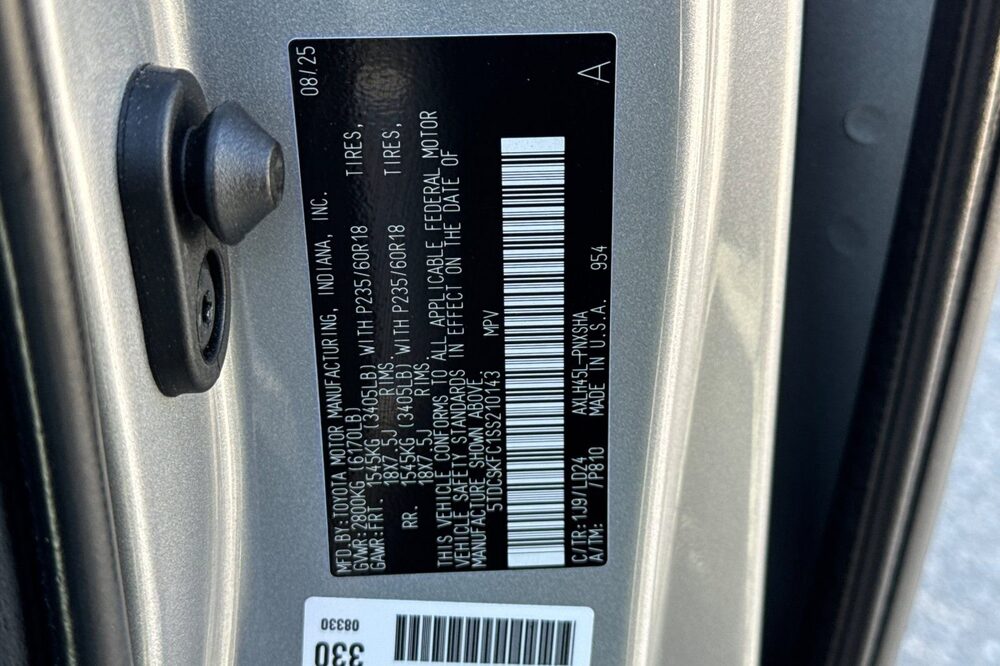 MFD.BY:TOYOTA MOTOR MANUFACTURING, INDIANA, INC. 08/25
GVWR:2800KG (6170LB)
GAWR:FRT. 1545KG (3405LB) WITH P235/60R18 TIRES,
18X7.5J RIMS.
RR. 1545KG (3405LB) WITH P235/60R18 TIRES,
18X7.5J RIMS.
THIS VEHICLE CONFORMS TO ALL APPLICABLE FEDERAL MOTOR
VEHICLE SAFETY STANDARDS IN EFFECT ON THE DATE OF
MANUFACTURE SHOWN ABOVE.
5TDCSKFC1SS210143 MPV
C/TR:1J9/LD24 AXLH45L-PNXSHA
A/TM: 7/P810 MADE IN U.S.A. 954 A
330 08330